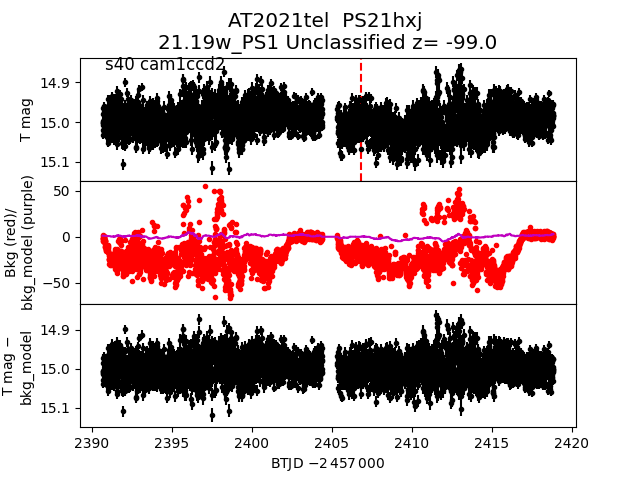 AT2021tel  PS21hxj
21.19w_PS1 Unclassified z= -99.0
s40 cam1ccd2
14.9
15.0
15.1
T mag
50
0
−50
Bkg (red)/
bkg_model (purple)
14.9
15.0
15.1
T mag −
bkg_model
2390 2395 2400 2405 2410 2415 2420
BTJD −2 457 000